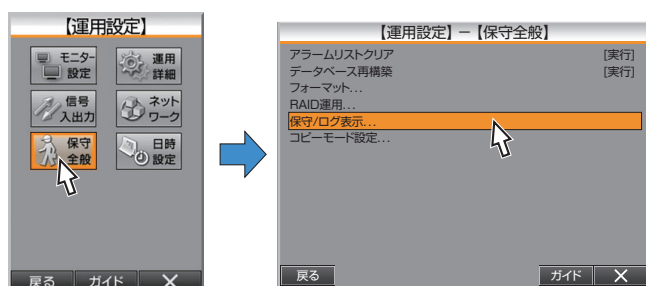 【運用設定】
モニター
設定
運用
詳細
信号
入出力
ネット
ワーク
保守
全般
日時
設定
戻る ガイド ✕
【運用設定】－【保守全般】
アラームリストクリア [実行]
データベース再構築 [実行]
フォーマット...
RAID運用...
保守/ログ表示...
コピーモード設定...
戻る ガイド ✕